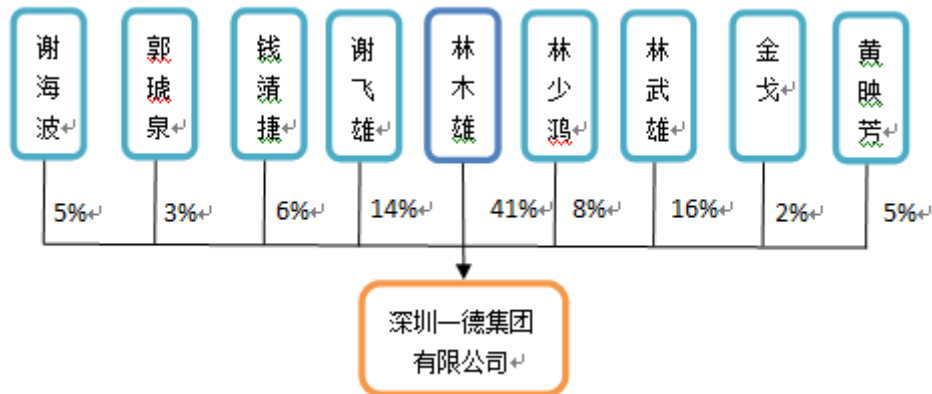 谢海波
郭琥泉
钱清捷
谢飞雄
林木雄
林少鸿
林武雄
金戈
黄映芳
5%
3%
6%
14%
41%
8%
16%
2%
5%
深圳一德集团
有限公司